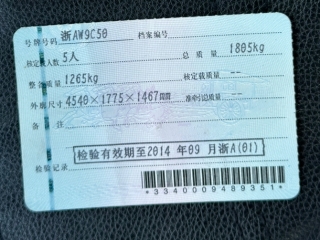 号牌号码 浙AW9C50 档案编号
核定载人数 5人 总质量 1805kg
整备质量 1265kg 核定载质量 --
外廓尺寸 4540×1775×1467mm 准牵引总质量 --
备注
检验有效期至2014 年09 月浙A(01)
检验记录
*3340009489351*